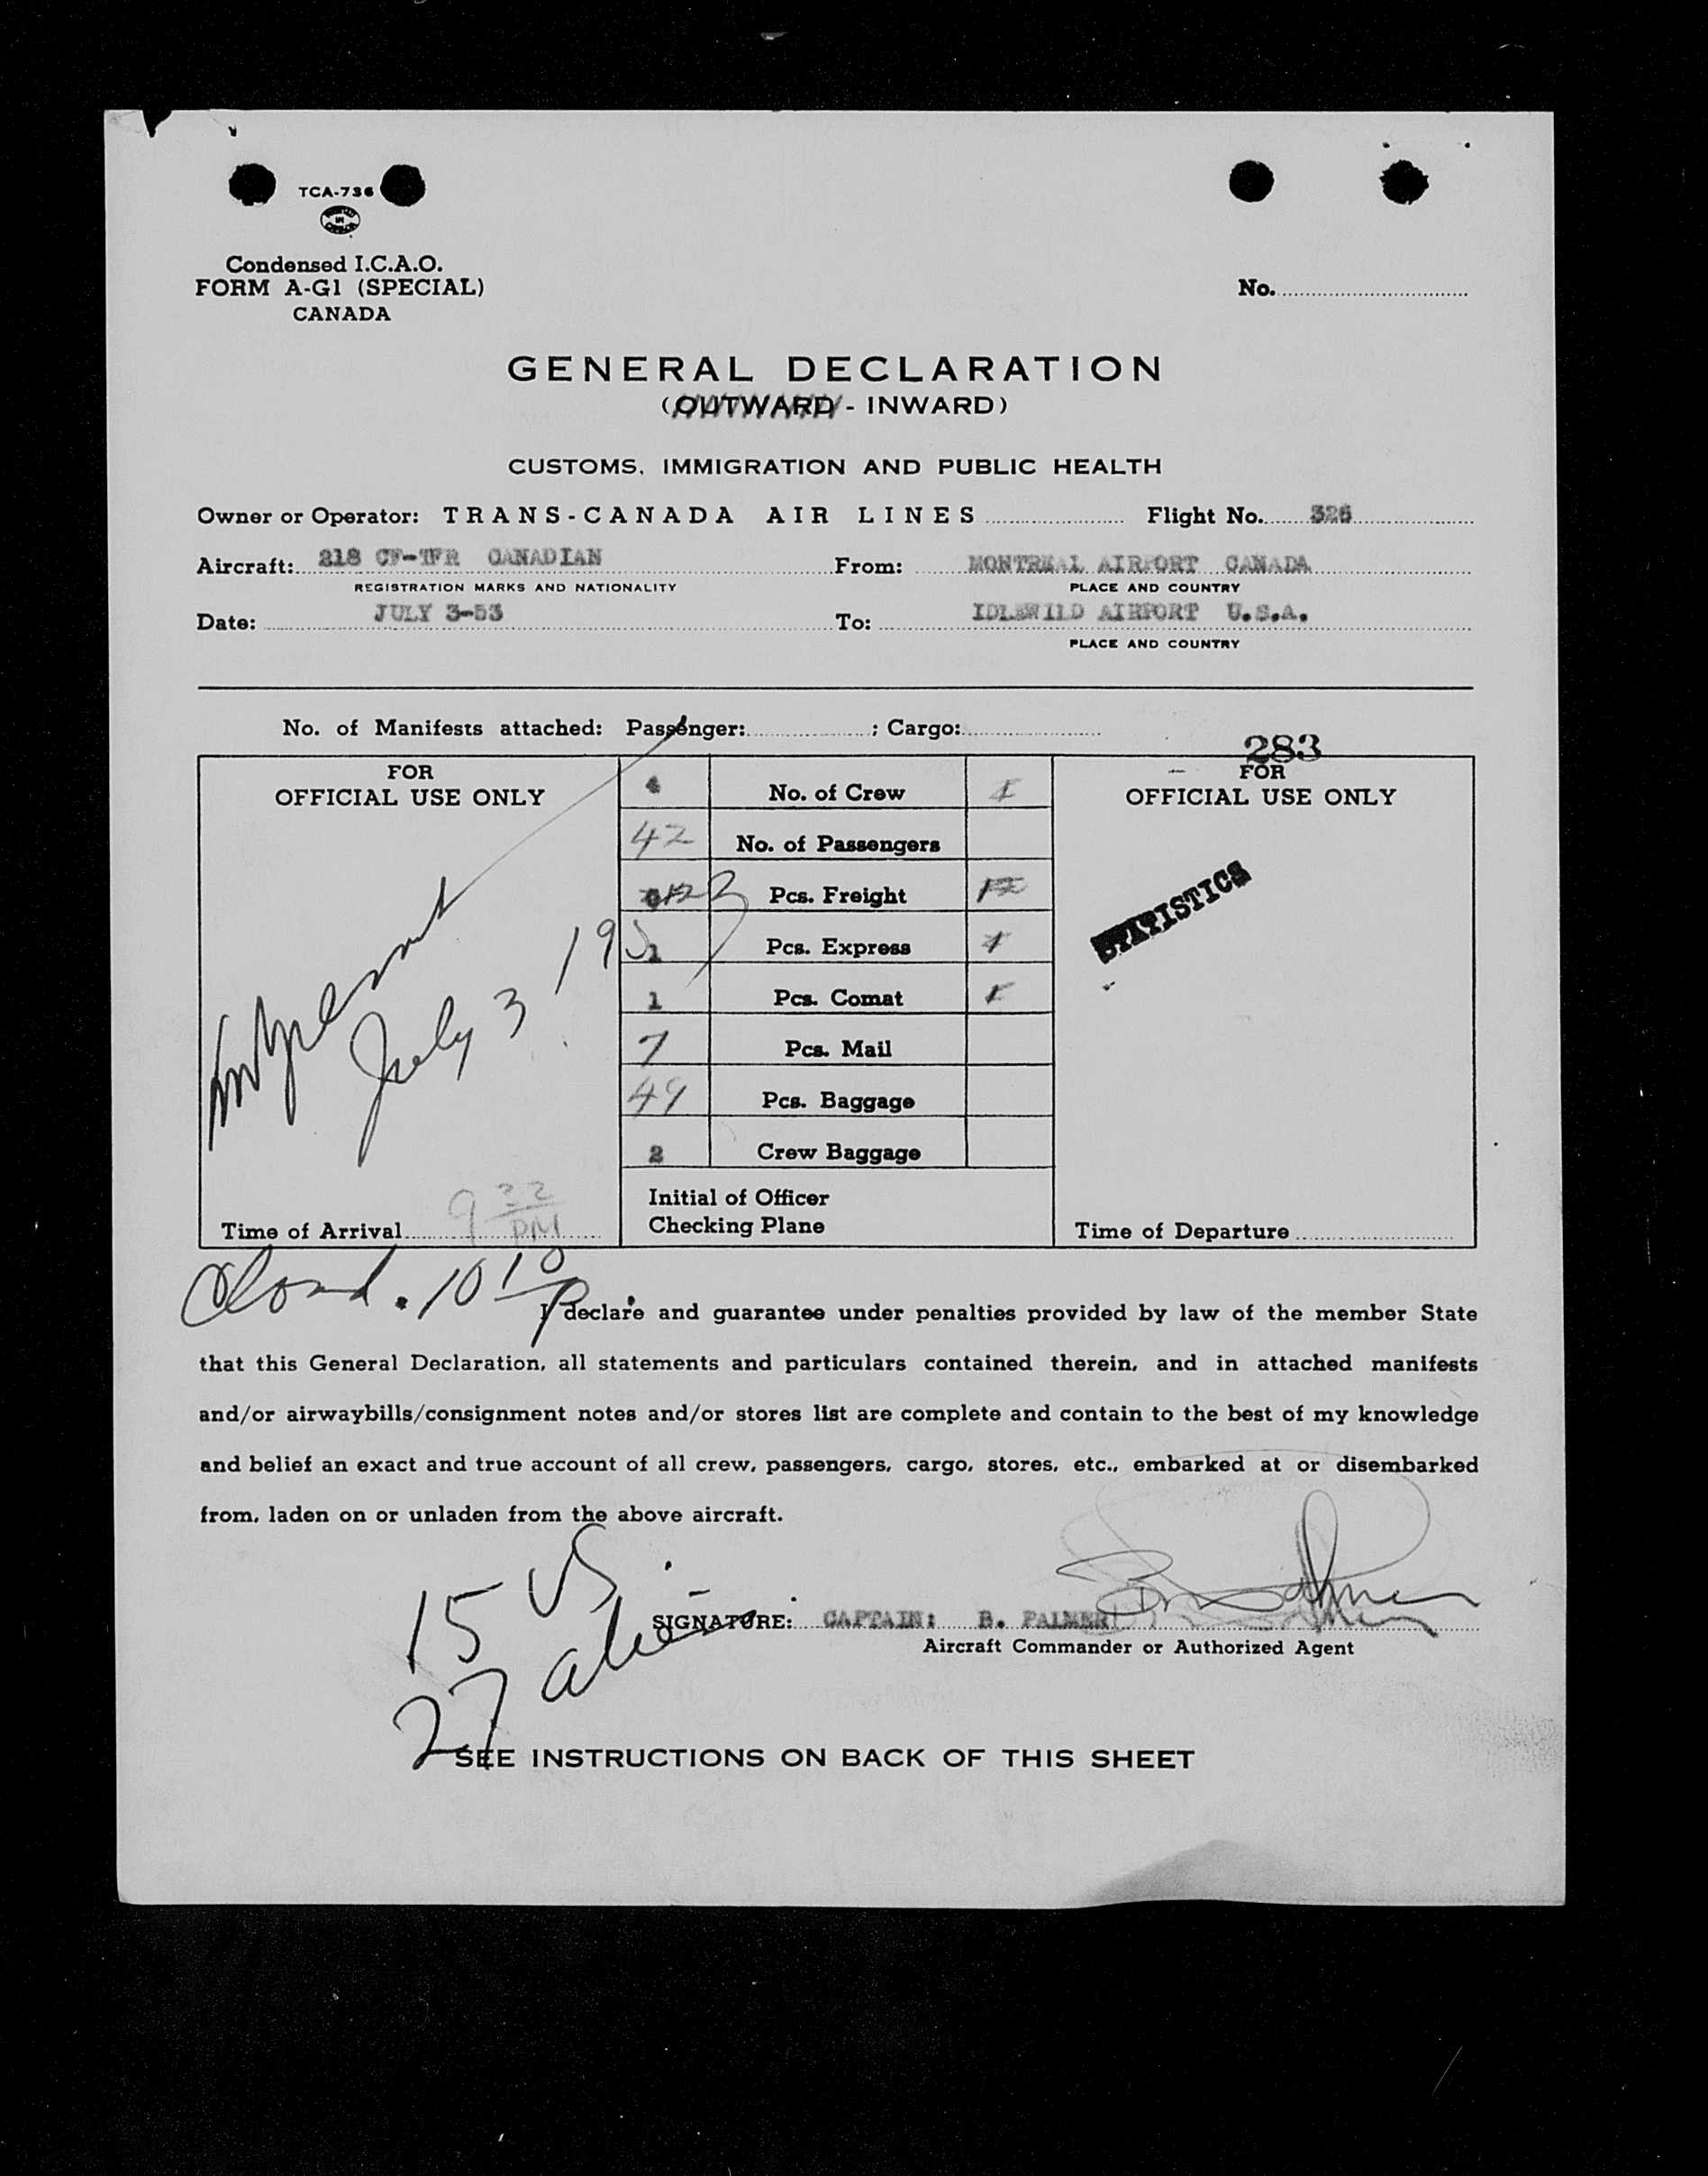 TCA-736
Condensed I.C.A.O.
FORM A-G1 (SPECIAL)
CANADA
No.
GENERAL DECLARATION
(OUTWARD - INWARD)
CUSTOMS, IMMIGRATION AND PUBLIC HEALTH
Owner or Operator: TRANS-CANADA AIR LINES Flight No. 326
Aircraft: 218 CF-TFR CANADIAN From: MONTREAL AIRPORT CANADA
REGISTRATION MARKS AND NATIONALITY PLACE AND COUNTRY
Date: JULY 3-53 To: IDLEWILD AIRPORT U.S.A.
PLACE AND COUNTRY
No. of Manifests attached: Passenger: ; Cargo:
283
FOR
OFFICIAL USE ONLY
4 No. of Crew
42 No. of Passengers
Pcs. Freight
1 Pcs. Express
1 Pcs. Comat
7 Pcs. Mail
49 Pcs. Baggage
2 Crew Baggage
Initial of Officer
Checking Plane
July 3 195
Time of Arrival 9 22 PM
FOR
OFFICIAL USE ONLY
STATISTICS
Time of Departure
Closed. 10 10 P
I declare and guarantee under penalties provided by law of the member State
that this General Declaration, all statements and particulars contained therein, and in attached manifests
and/or airwaybills/consignment notes and/or stores list are complete and contain to the best of my knowledge
and belief an exact and true account of all crew, passengers, cargo, stores, etc., embarked at or disembarked
from, laden on or unladen from the above aircraft.
15 US
27 alien
SIGNATURE: CAPTAIN: B. PALMER
Aircraft Commander or Authorized Agent
SEE INSTRUCTIONS ON BACK OF THIS SHEET